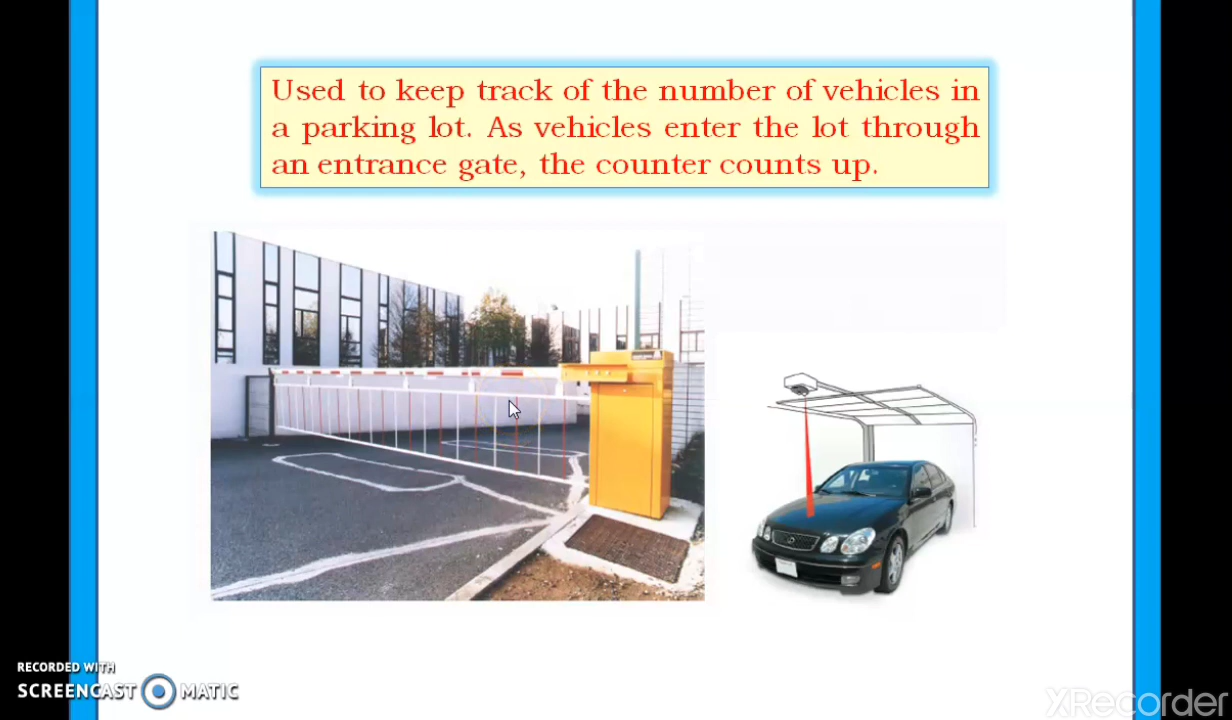 Used to keep track of the number of vehicles in
a parking lot. As vehicles enter the lot through
an entrance gate, the counter counts up.
RECORDED WITH
SCREENCAST MATIC
XRecorder